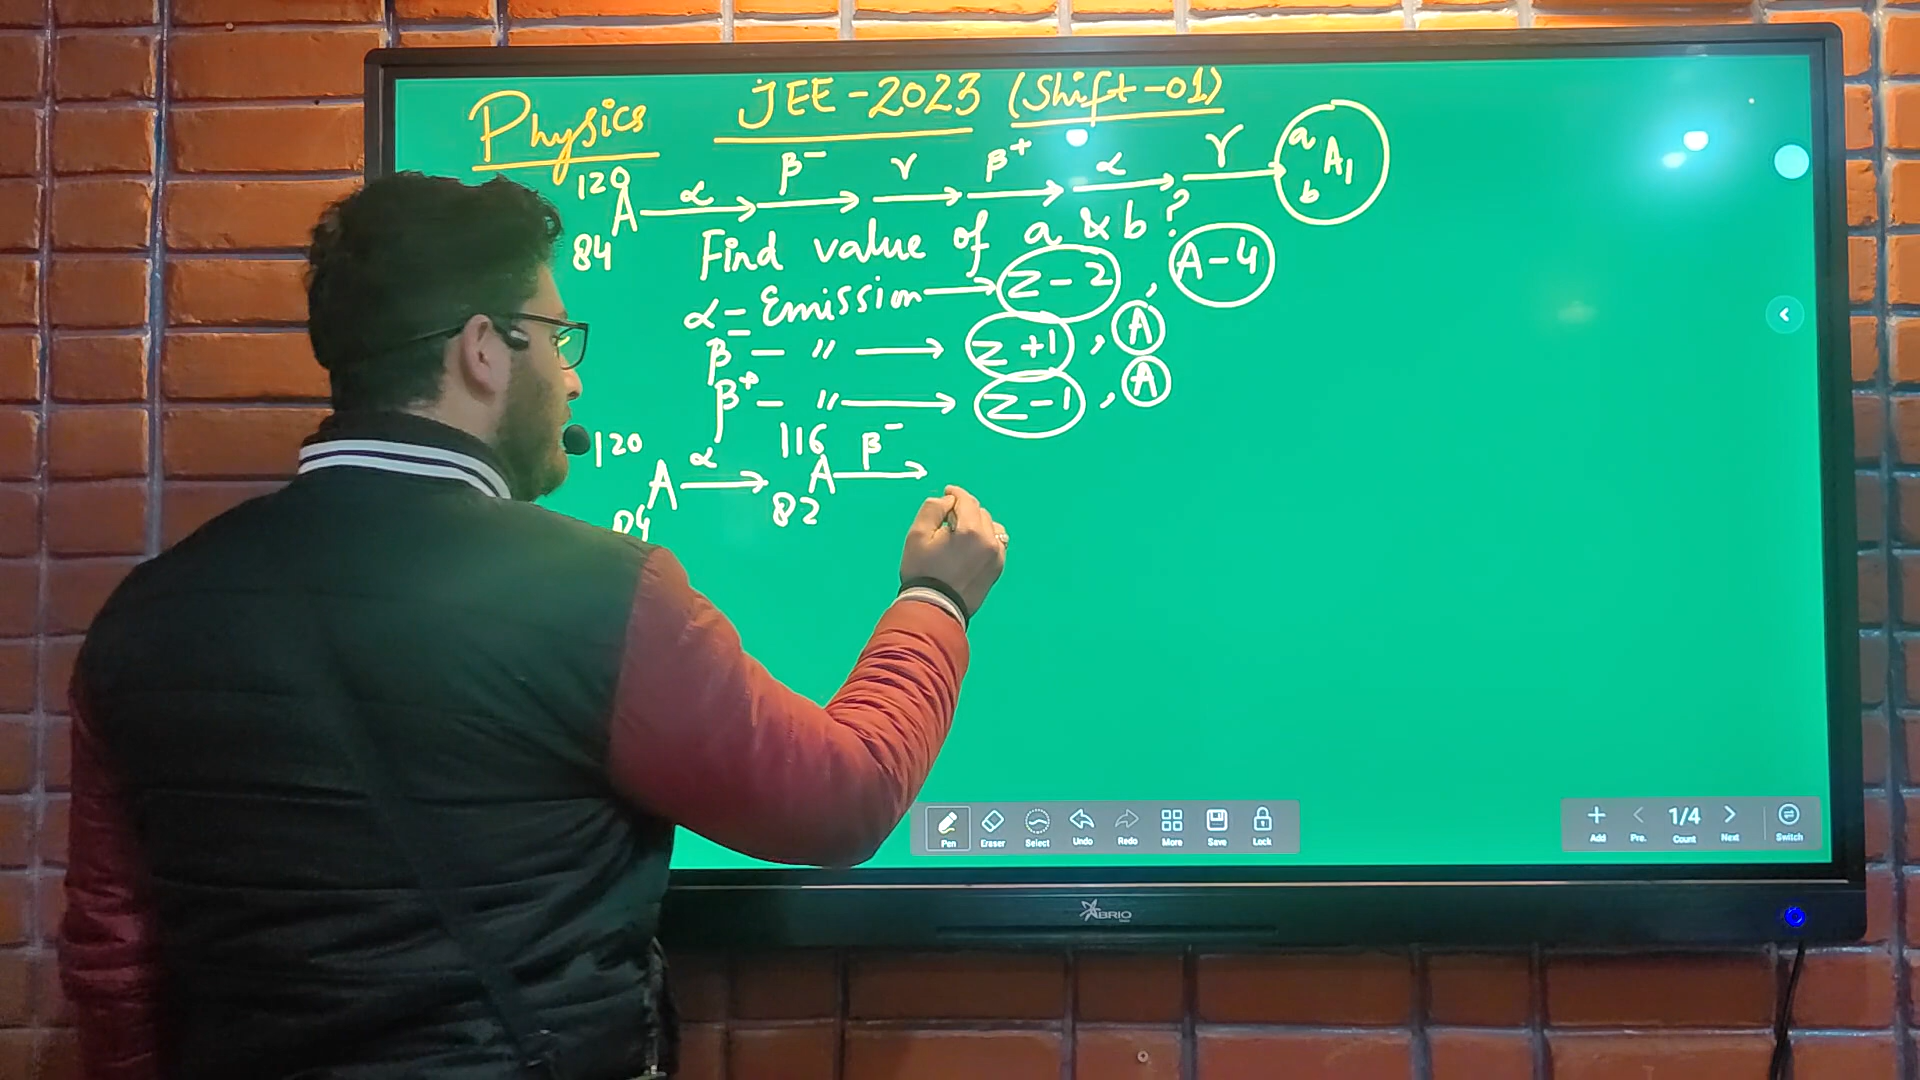 Physics JEE-2023 (Shift-01)
120 84 A α→ β⁻→ γ→ β⁺→ α→ γ→ a b A₁
Find value of a & b ?
α - Emission → Z-2, A-4
β⁻ - " → Z+1, A
β⁺ - " → Z-1, A
120 84 A α→ 116 82 A β⁻→
Pen Eraser Select Undo Redo More Save Lock
Add Pre. 1/4 Count Next Switch
ABRIO